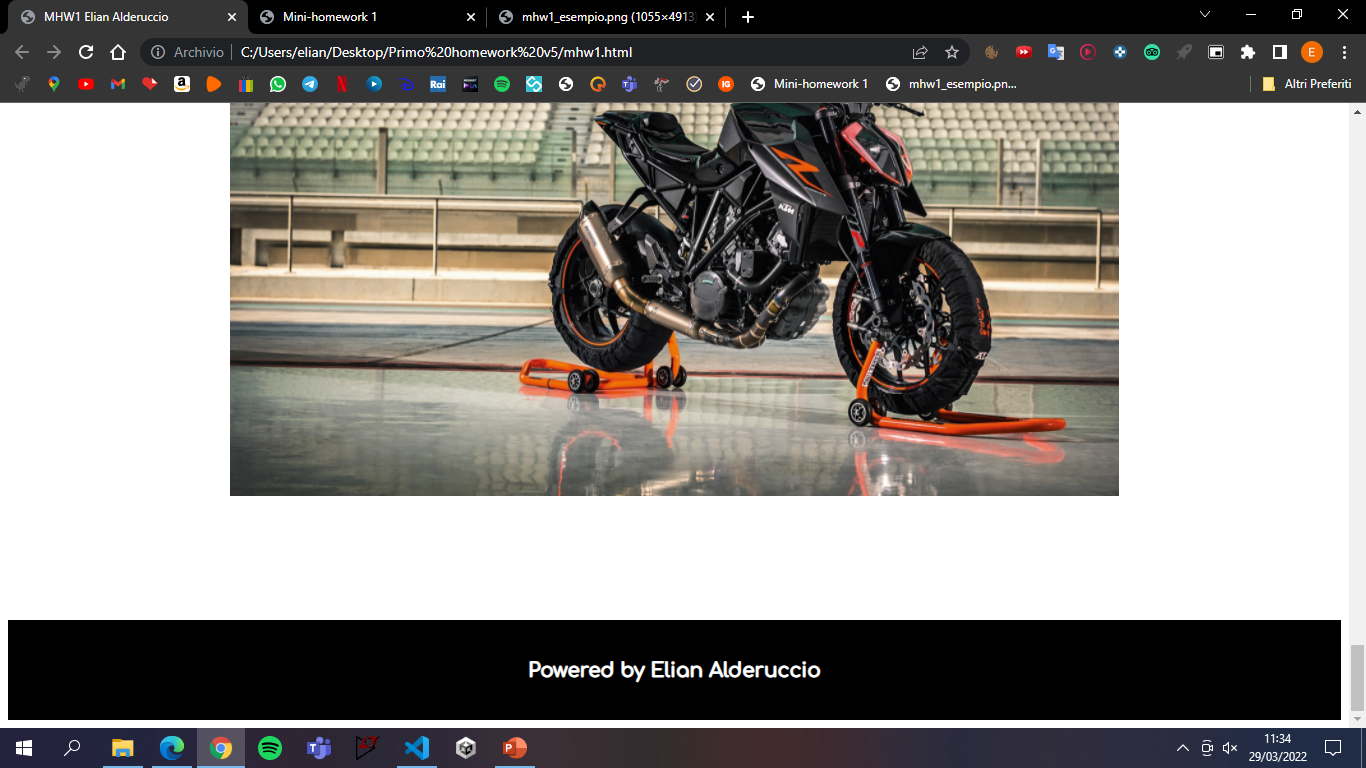 MHW1 Elian Alderuccio
Mini-homework 1
mhw1_esempio.png (1055×4913)
Archivio
C:/Users/elian/Desktop/Primo%20homework%20v5/mhw1.html
E
Rai
IG
Mini-homework 1
mhw1_esempio.pn...
Altri Preferiti
KTM
Powered by Elian Alderuccio
11:34
29/03/2022